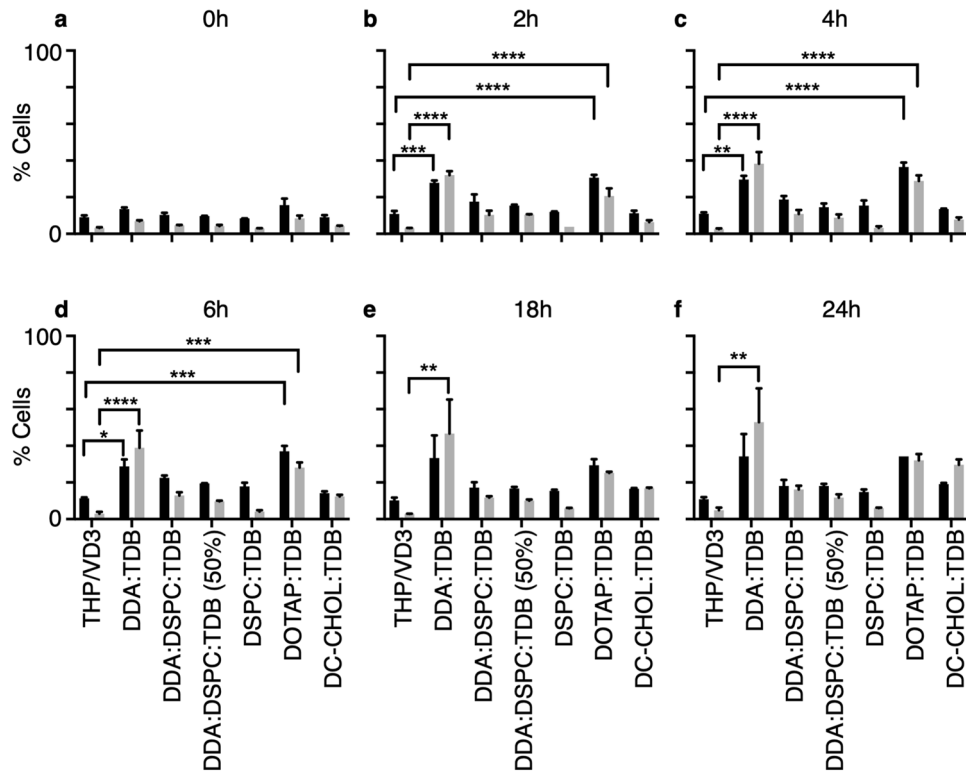 a 0h
b 2h
c 4h
100
% Cells
0
****
****
****
***
****
****
****
**
d 6h
e 18h
f 24h
100
% Cells
0
***
***
****
*
**
**
THP/VD3
DDA:TDB
DDA:DSPC:TDB
DDA:DSPC:TDB (50%)
DSPC:TDB
DOTAP:TDB
DC-CHOL:TDB
THP/VD3
DDA:TDB
DDA:DSPC:TDB
DDA:DSPC:TDB (50%)
DSPC:TDB
DOTAP:TDB
DC-CHOL:TDB
THP/VD3
DDA:TDB
DDA:DSPC:TDB
DDA:DSPC:TDB (50%)
DSPC:TDB
DOTAP:TDB
DC-CHOL:TDB